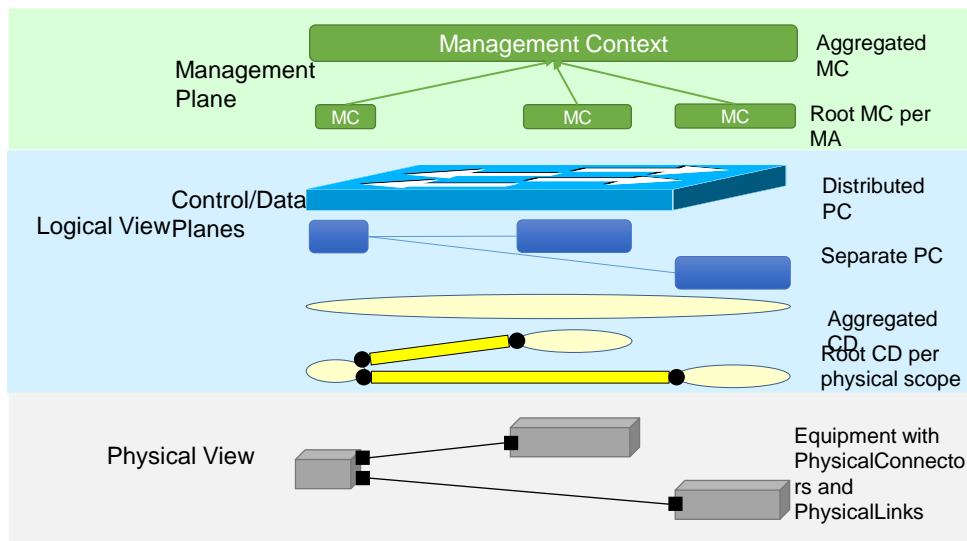 Management Context
Aggregated
MC
Management
Plane
MC
MC
MC
Root MC per
MA
Control/Data
Planes
Logical View
Distributed
PC
Separate PC
Aggregated
CD
Root CD per
physical scope
Physical View
Equipment with
PhysicalConnecto
rs and
PhysicalLinks